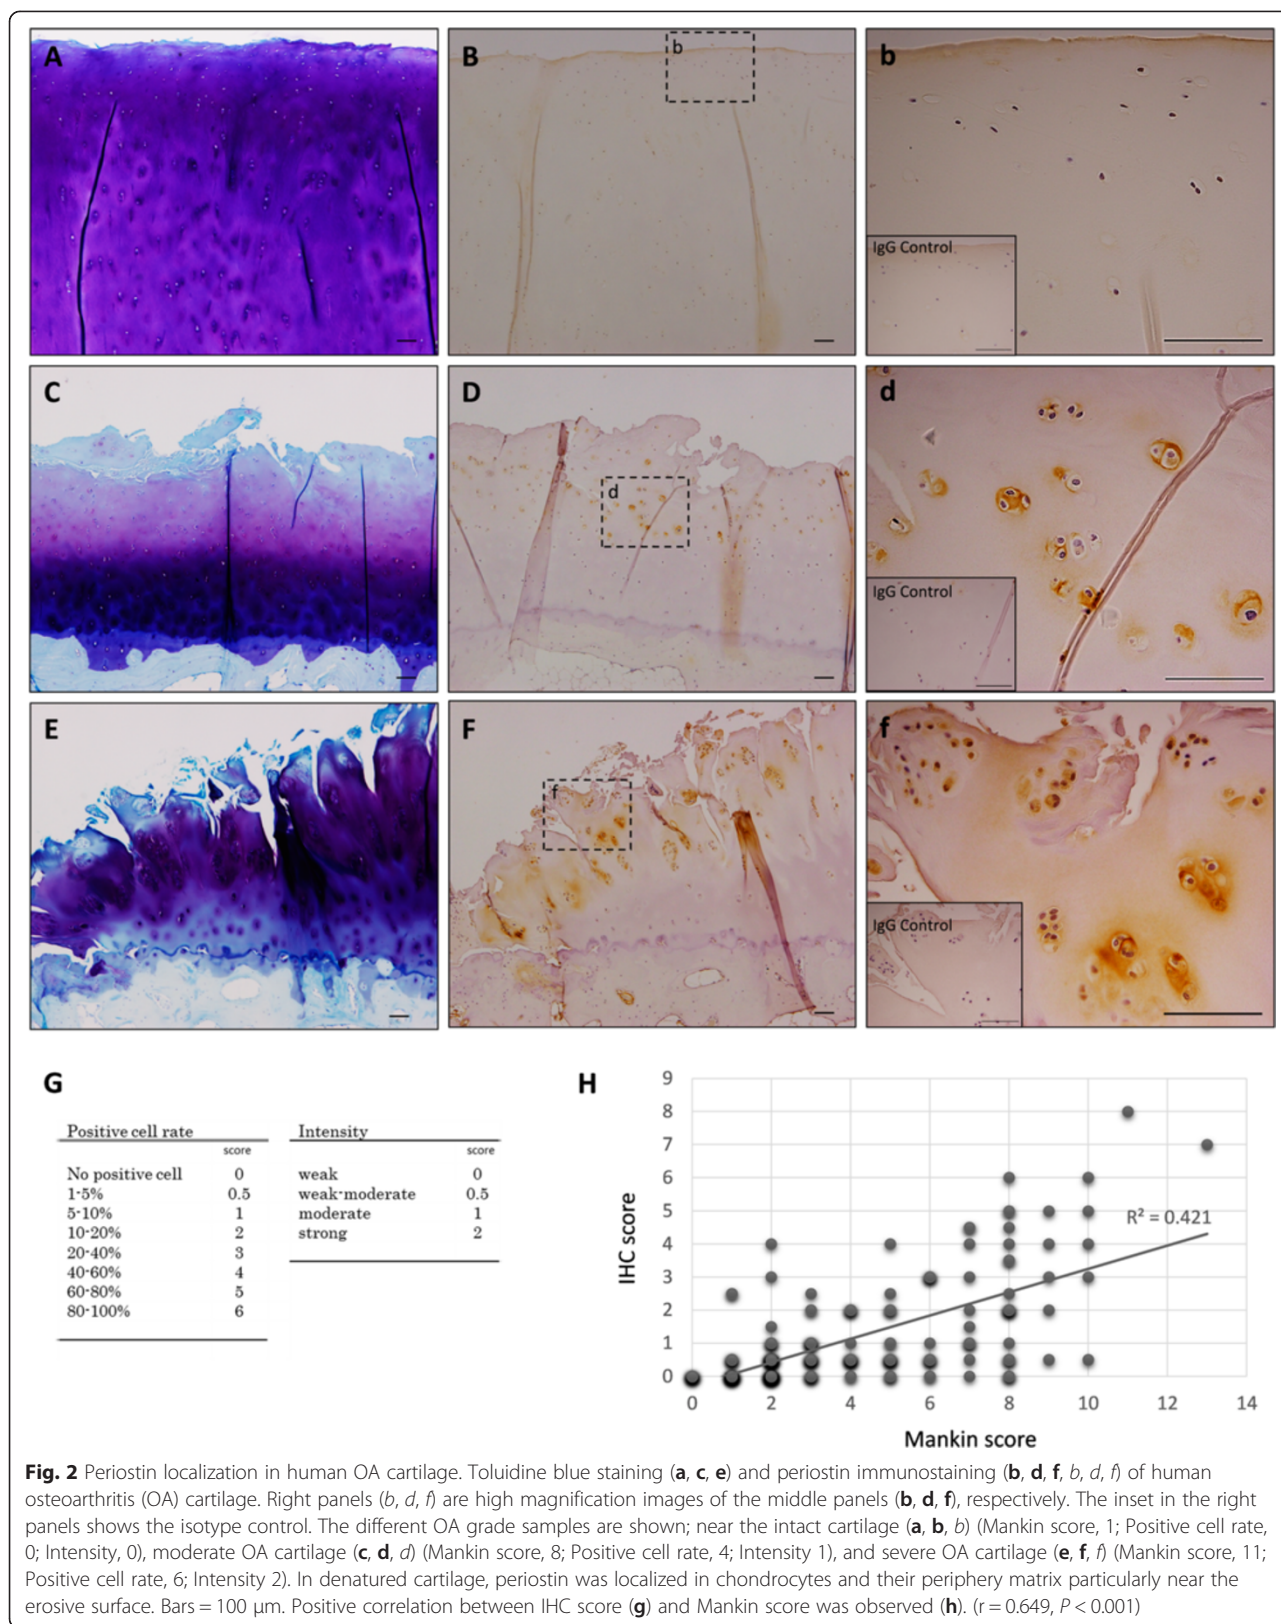 A
B
b
b
IgG Control
C
D
d
d
IgG Control
E
F
f
f
IgG Control
G
Positive cell rate
score
No positive cell 0
1-5% 0.5
5-10% 1
10-20% 2
20-40% 3
40-60% 4
60-80% 5
80-100% 6
Intensity
score
weak 0
weak-moderate 0.5
moderate 1
strong 2
H
9
8
7
6
5
4
3
2
1
0
IHC score
R² = 0.421
0 2 4 6 8 10 12 14
Mankin score
Fig. 2 Periostin localization in human OA cartilage. Toluidine blue staining (a, c, e) and periostin immunostaining (b, d, f, b, d, f) of human
osteoarthritis (OA) cartilage. Right panels (b, d, f) are high magnification images of the middle panels (b, d, f), respectively. The inset in the right
panels shows the isotype control. The different OA grade samples are shown; near the intact cartilage (a, b, b) (Mankin score, 1; Positive cell rate,
0; Intensity, 0), moderate OA cartilage (c, d, d) (Mankin score, 8; Positive cell rate, 4; Intensity 1), and severe OA cartilage (e, f, f) (Mankin score, 11;
Positive cell rate, 6; Intensity 2). In denatured cartilage, periostin was localized in chondrocytes and their periphery matrix particularly near the
erosive surface. Bars = 100 μm. Positive correlation between IHC score (g) and Mankin score was observed (h). (r = 0.649, P < 0.001)